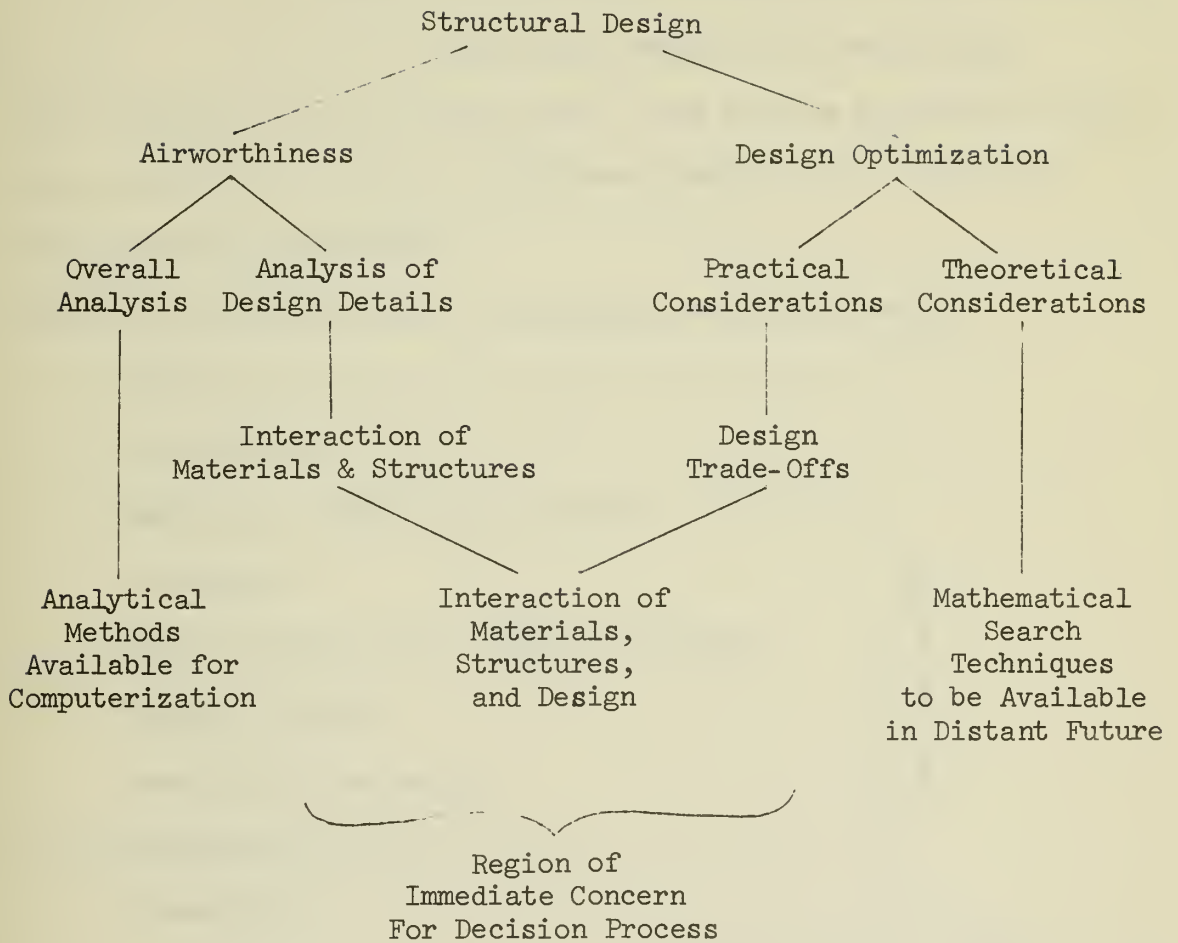 Structural Design
Airworthiness
Design Optimization
Overall
Analysis
Analysis of
Design Details
Practical
Considerations
Theoretical
Considerations
Interaction of
Materials & Structures
Design
Trade-Offs
Analytical
Methods
Available for
Computerization
Interaction of
Materials,
Structures,
and Design
Mathematical
Search
Techniques
to be Available
in Distant Future
Region of
Immediate Concern
For Decision Process